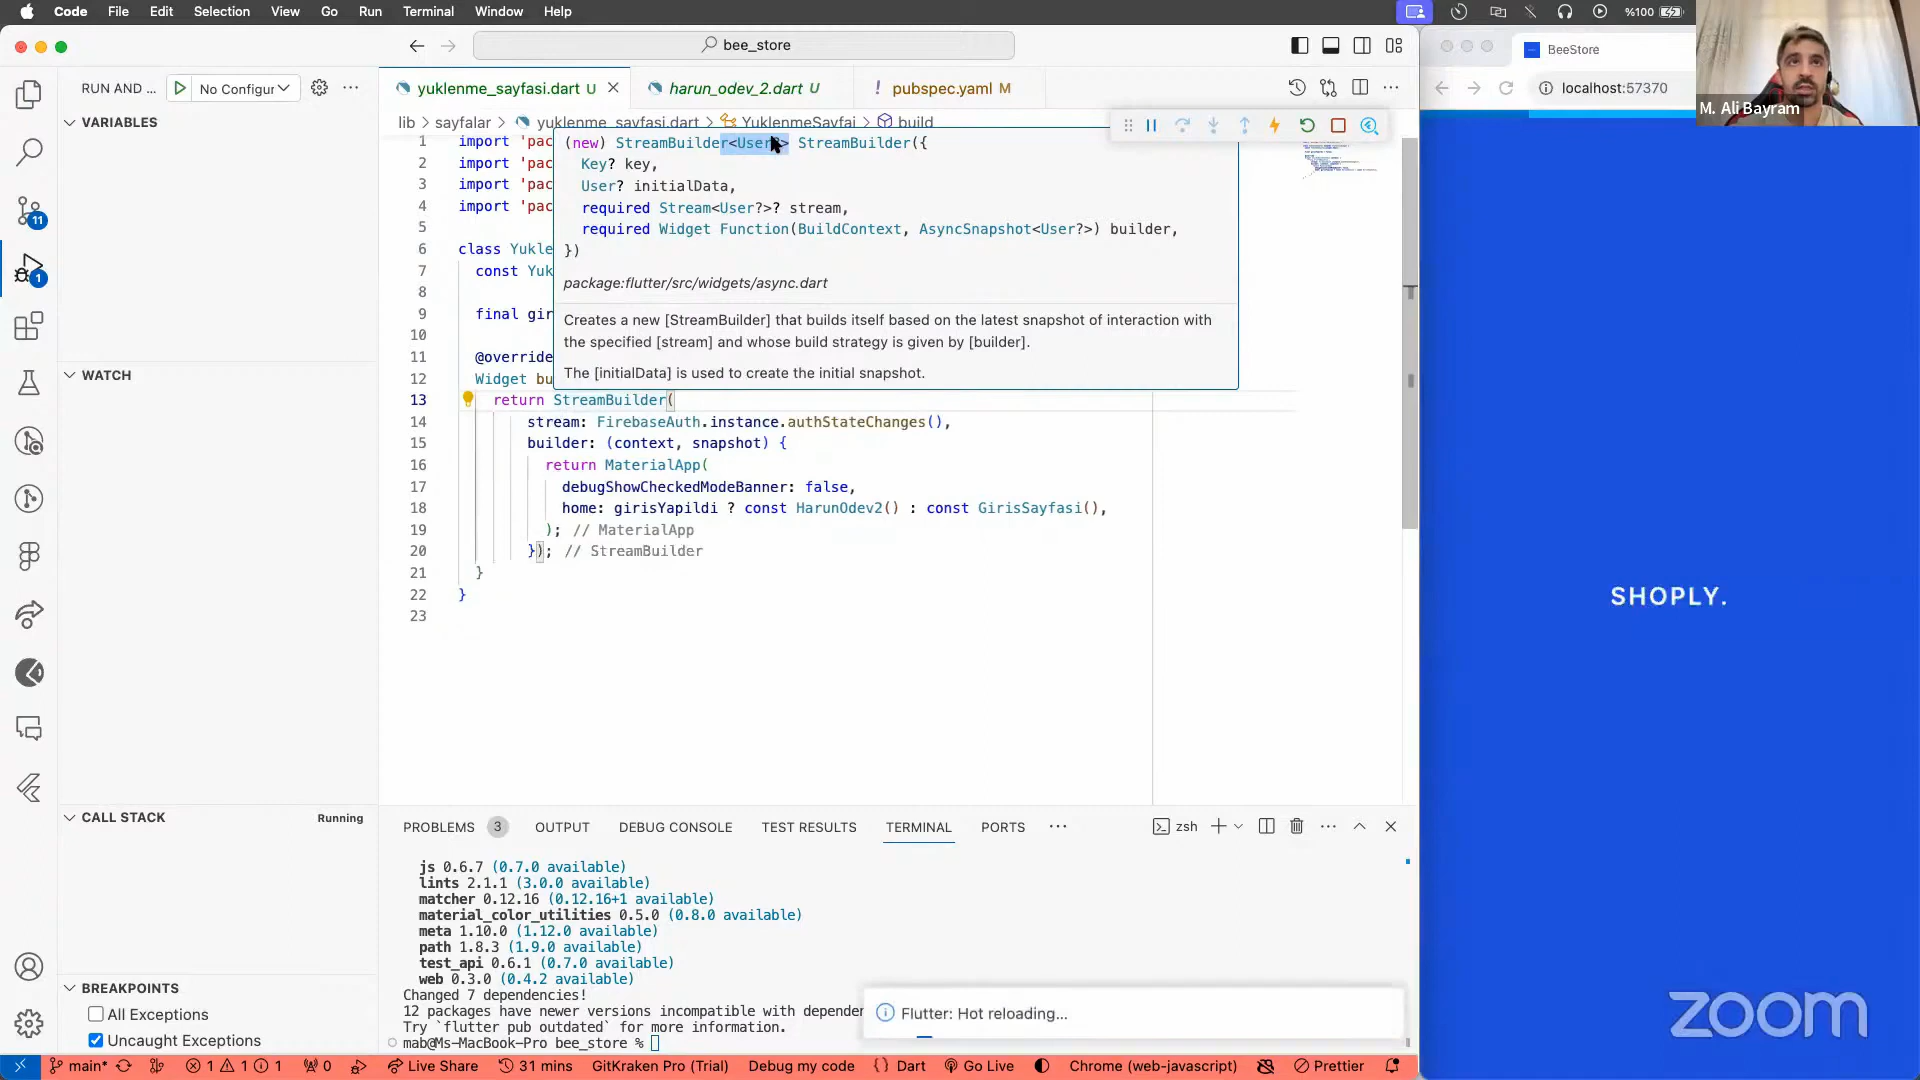 Code File Edit Selection View Go Run Terminal Window Help %100
bee_store
BeeStore
localhost:57370
M. Ali Bayram
RUN AND ... No Configur
yuklenme_sayfasi.dart U harun_odev_2.dart U ! pubspec.yaml M
lib > sayfalar > yuklenme_sayfasi.dart > YuklenmeSayfai > build
VARIABLES
WATCH
CALL STACK Running
BREAKPOINTS
All Exceptions
Uncaught Exceptions
11
1
1 import 'pac
2 import 'pac
3 import 'pac
4 import 'pac
5
6 class Yukle
7 const Yuk
8
9 final gir
10
11 @override
12 Widget bu
(new) StreamBuilder<User?> StreamBuilder({
Key? key,
User? initialData,
required Stream<User?>? stream,
required Widget Function(BuildContext, AsyncSnapshot<User?>) builder,
})
package:flutter/src/widgets/async.dart
Creates a new [StreamBuilder] that builds itself based on the latest snapshot of interaction with
the specified [stream] and whose build strategy is given by [builder].
The [initialData] is used to create the initial snapshot.
13 return StreamBuilder(
14 stream: FirebaseAuth.instance.authStateChanges(),
15 builder: (context, snapshot) {
16 return MaterialApp(
17 debugShowCheckedModeBanner: false,
18 home: girisYapildi ? const HarunOdev2() : const GirisSayfasi(),
19 ); // MaterialApp
20 }); // StreamBuilder
21 }
22 }
23
SHOPLY.
PROBLEMS 3 OUTPUT DEBUG CONSOLE TEST RESULTS TERMINAL PORTS zsh
js 0.6.7 (0.7.0 available)
lints 2.1.1 (3.0.0 available)
matcher 0.12.16 (0.12.16+1 available)
material_color_utilities 0.5.0 (0.8.0 available)
meta 1.10.0 (1.12.0 available)
path 1.8.3 (1.9.0 available)
test_api 0.6.1 (0.7.0 available)
web 0.3.0 (0.4.2 available)
Changed 7 dependencies!
12 packages have newer versions incompatible with depender
Try `flutter pub outdated` for more information.
mab@Ms-MacBook-Pro bee_store %
Flutter: Hot reloading...
zoom
main* 1 1 1 0 Live Share 31 mins GitKraken Pro (Trial) Debug my code { } Dart Go Live Chrome (web-javascript) Prettier